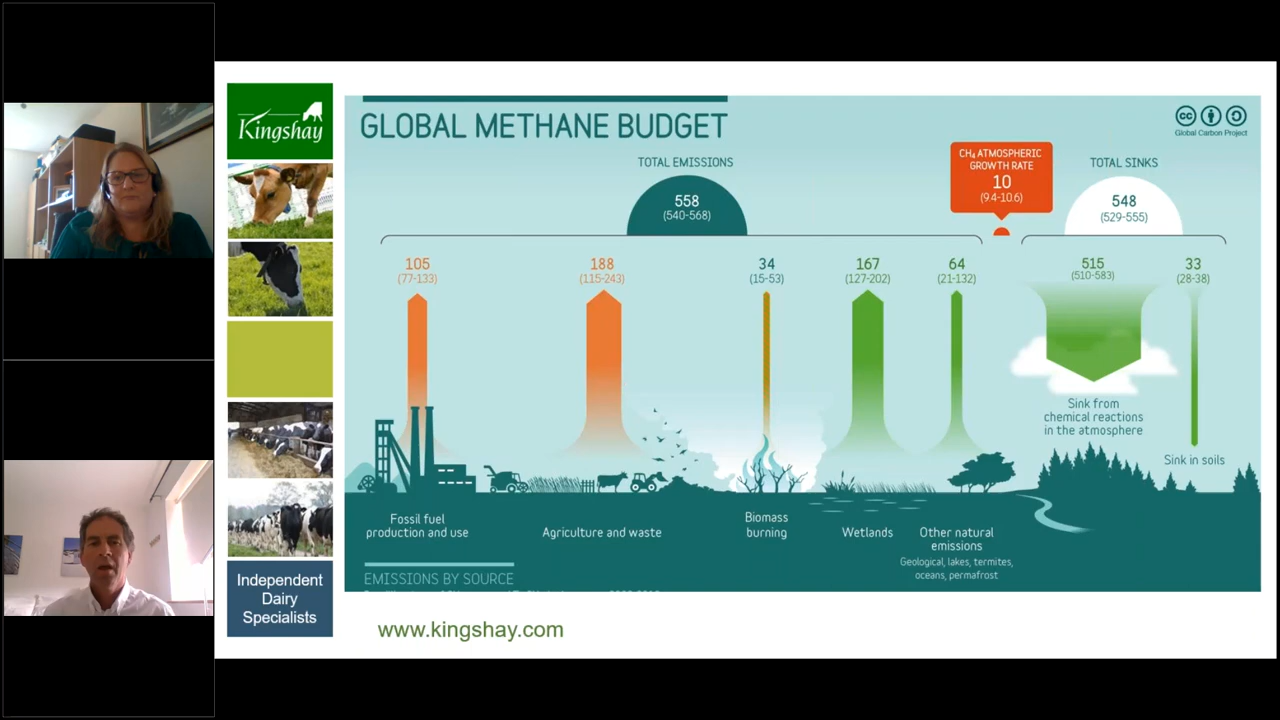 Kingshay
GLOBAL METHANE BUDGET
Global Carbon Project
TOTAL EMISSIONS
558
(540-568)
CH₄ ATMOSPHERIC
GROWTH RATE
10
(9.4-10.6)
TOTAL SINKS
548
(529-555)
105
(77-133)
188
(115-243)
34
(15-53)
167
(127-202)
64
(21-132)
515
(510-583)
33
(28-38)
Sink from
chemical reactions
in the atmosphere
Sink in soils
Fossil fuel
production and use
Agriculture and waste
Biomass
burning
Wetlands
Other natural
emissions
Geological, lakes, termites,
oceans, permafrost
EMISSIONS BY SOURCE
Independent
Dairy
Specialists
www.kingshay.com